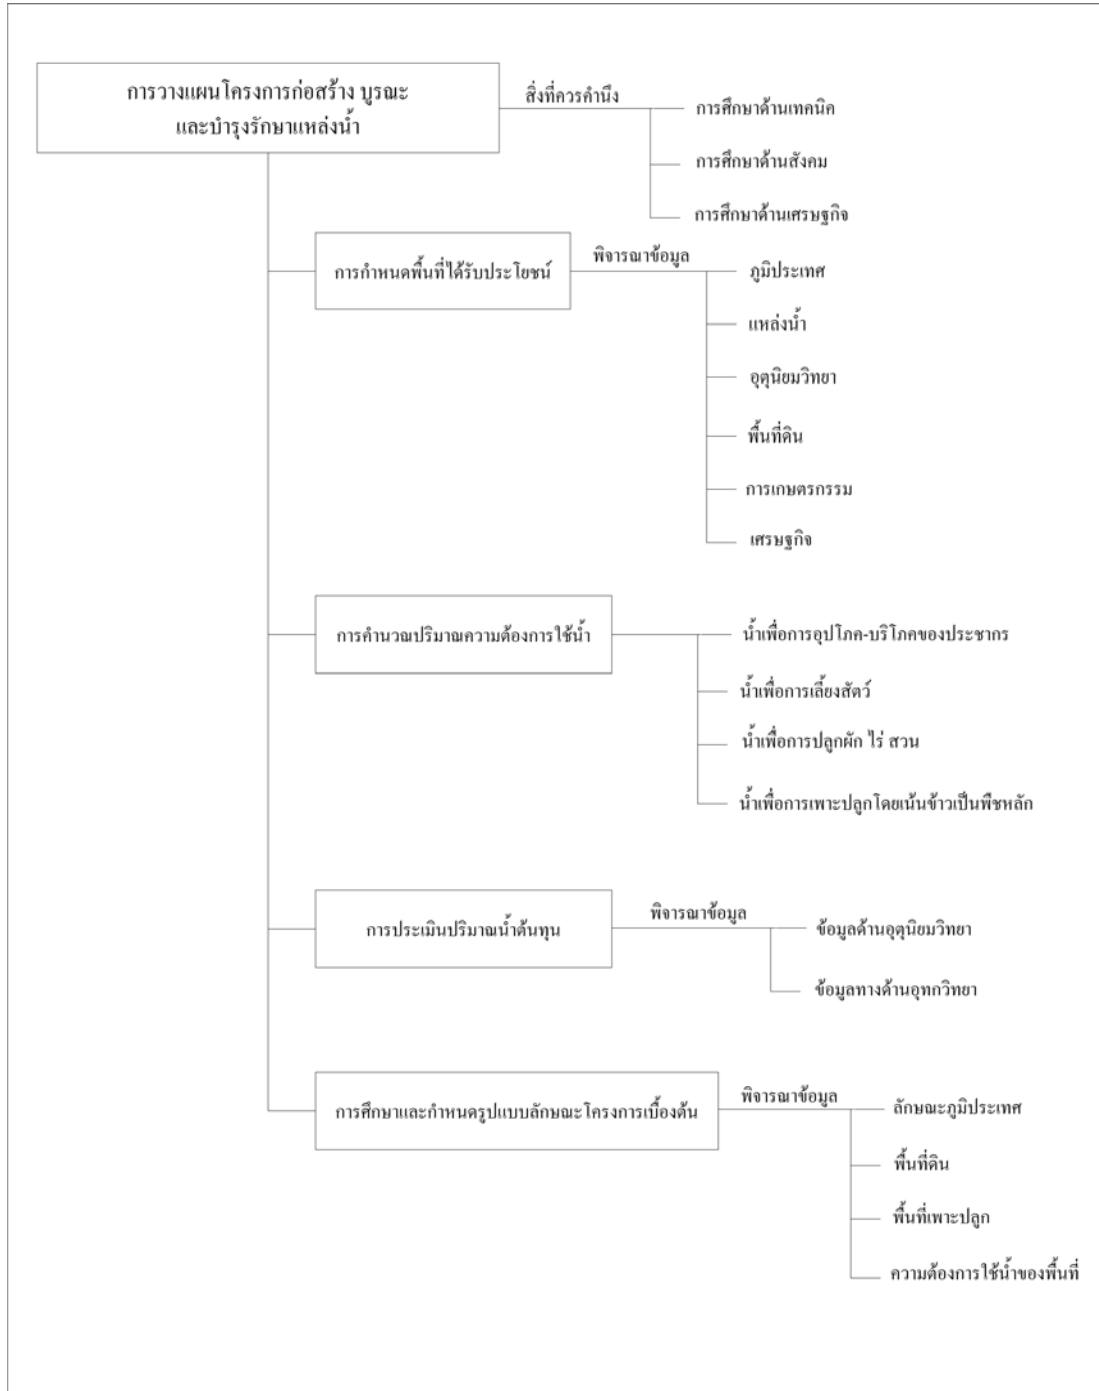 การวางแผนโครงการก่อสร้าง บูรณะ
และบำรุงรักษาแหล่งน้ำ
สิ่งที่ควรคำนึง
การศึกษาด้านเทคนิค
การศึกษาด้านสังคม
การศึกษาด้านเศรษฐกิจ
การกำหนดพื้นที่ได้รับประโยชน์
พิจารณาข้อมูล
ภูมิประเทศ
แหล่งน้ำ
อุตุนิยมวิทยา
พื้นที่ดิน
การเกษตรกรรม
เศรษฐกิจ
การคำนวณปริมาณความต้องการใช้น้ำ
น้ำเพื่อการอุปโภค-บริโภคของประชากร
น้ำเพื่อการเลี้ยงสัตว์
น้ำเพื่อการปลูกผัก ไร่ สวน
น้ำเพื่อการเพาะปลูกโดยเน้นข้าวเป็นพืชหลัก
การประเมินปริมาณน้ำต้นทุน
พิจารณาข้อมูล
ข้อมูลด้านอุตุนิยมวิทยา
ข้อมูลทางด้านอุทกวิทยา
การศึกษาและกำหนดรูปแบบลักษณะโครงการเบื้องต้น
พิจารณาข้อมูล
ลักษณะภูมิประเทศ
พื้นที่ดิน
พื้นที่เพาะปลูก
ความต้องการใช้น้ำของพื้นที่